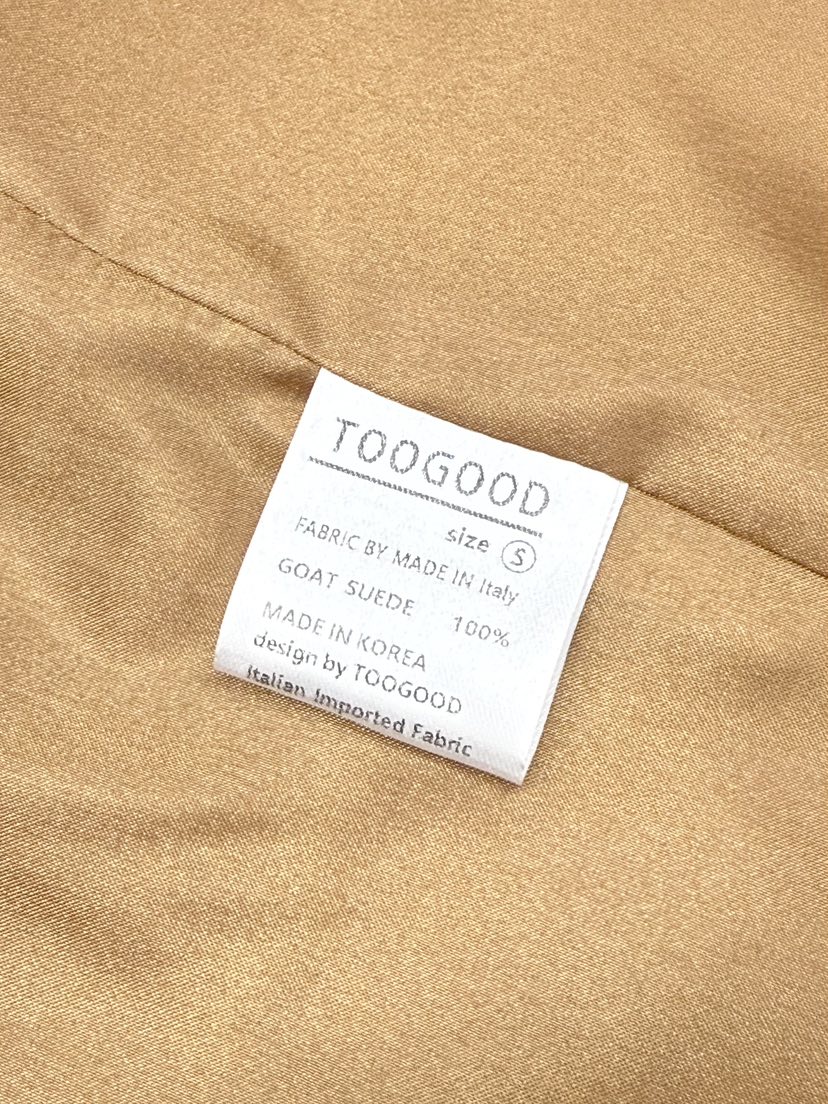 TOOGOOD
size S
FABRIC BY MADE IN Italy
GOAT SUEDE 100%
MADE IN KOREA
design by TOOGOOD
Italian Imported Fabric